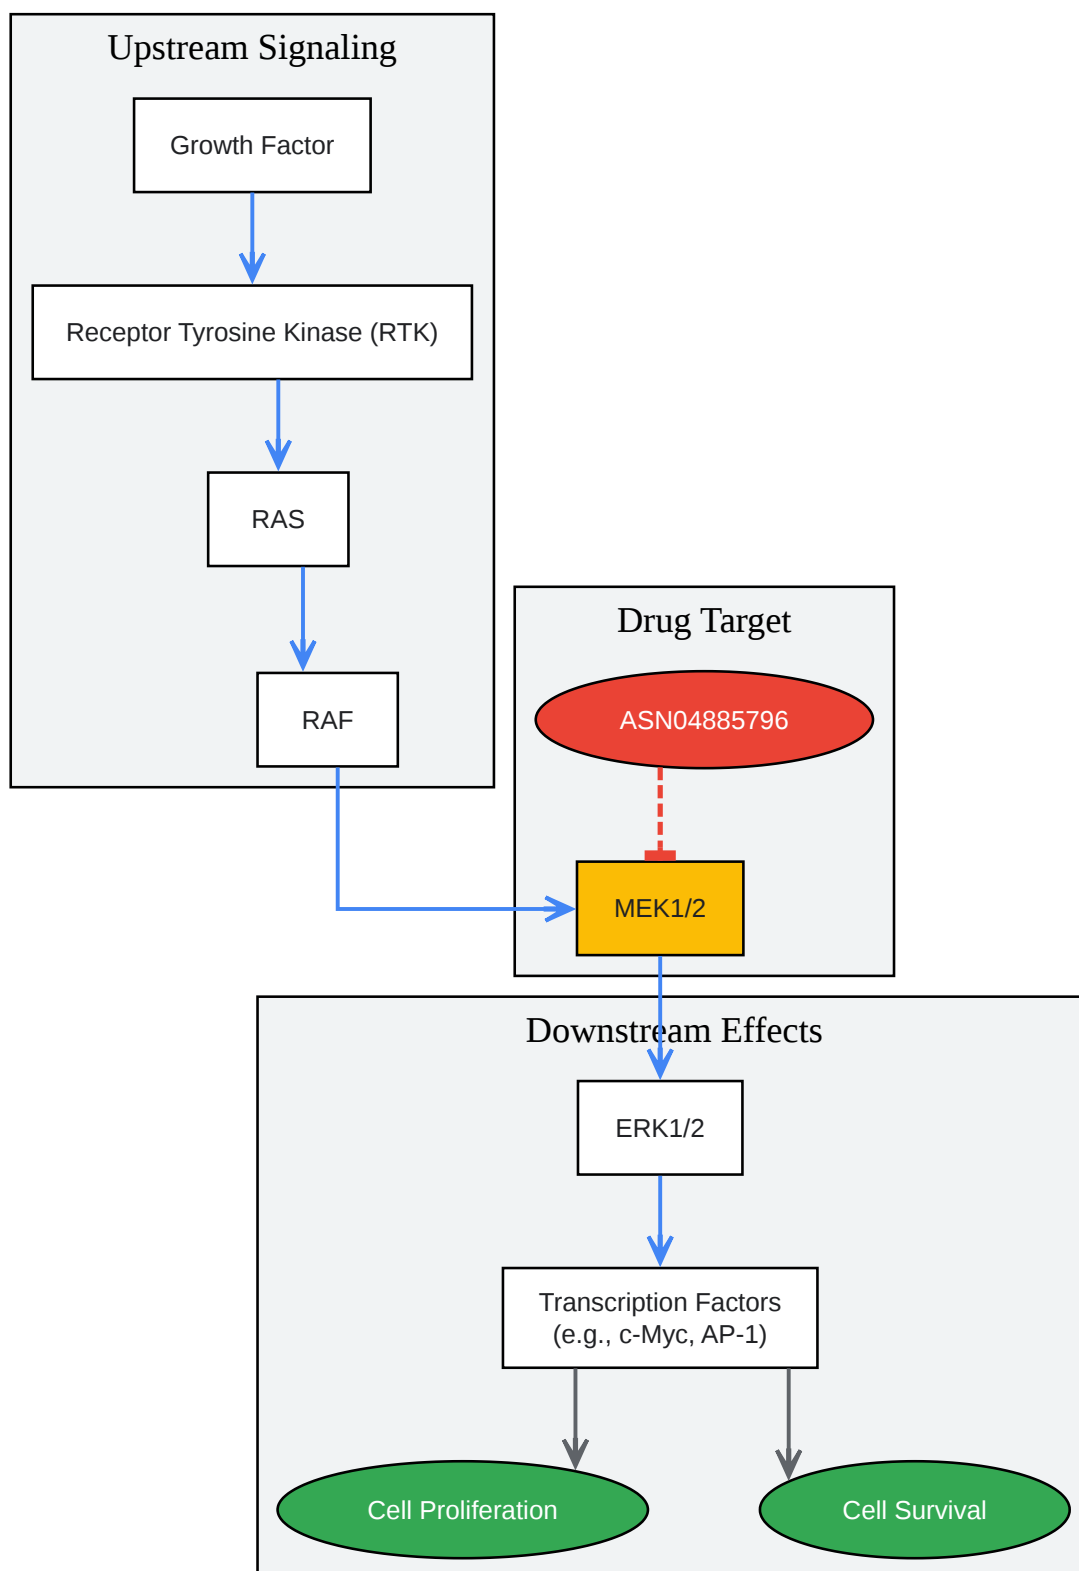 Upstream Signaling
Growth Factor
Receptor Tyrosine Kinase (RTK)
RAS
RAF
Drug Target
ASN04885796
MEK1/2
Downstream Effects
ERK1/2
Transcription Factors
(e.g., c-Myc, AP-1)
Cell Proliferation
Cell Survival